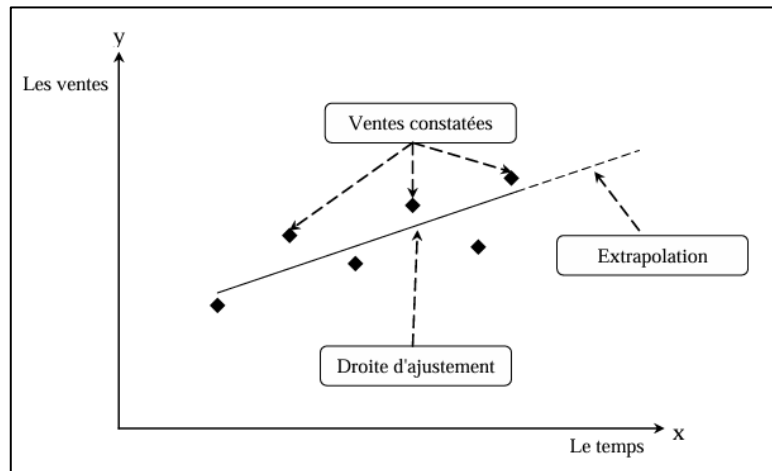 y
Les ventes
Ventes constatées
Extrapolation
Droite d'ajustement
x
Le temps